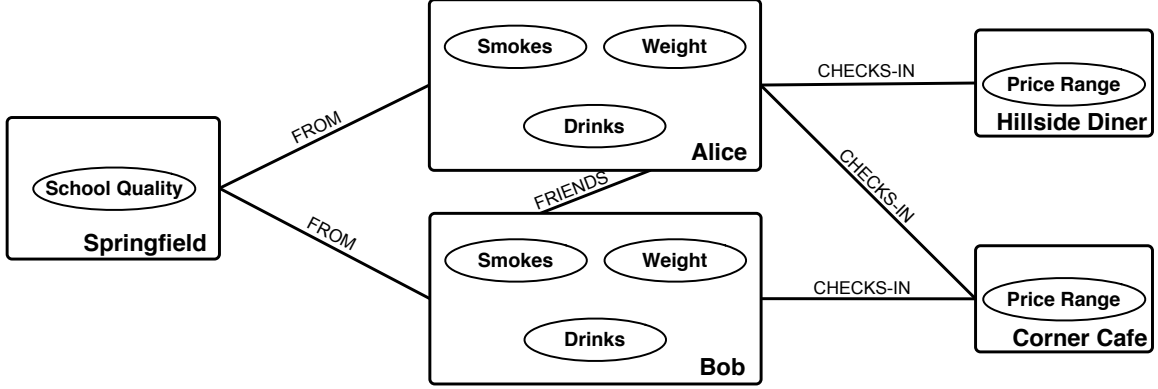 School Quality
Springfield
FROM
FROM
Smokes
Weight
Drinks
Alice
FRIENDS
Smokes
Weight
Drinks
Bob
CHECKS-IN
CHECKS-IN
CHECKS-IN
Price Range
Hillside Diner
Price Range
Corner Cafe